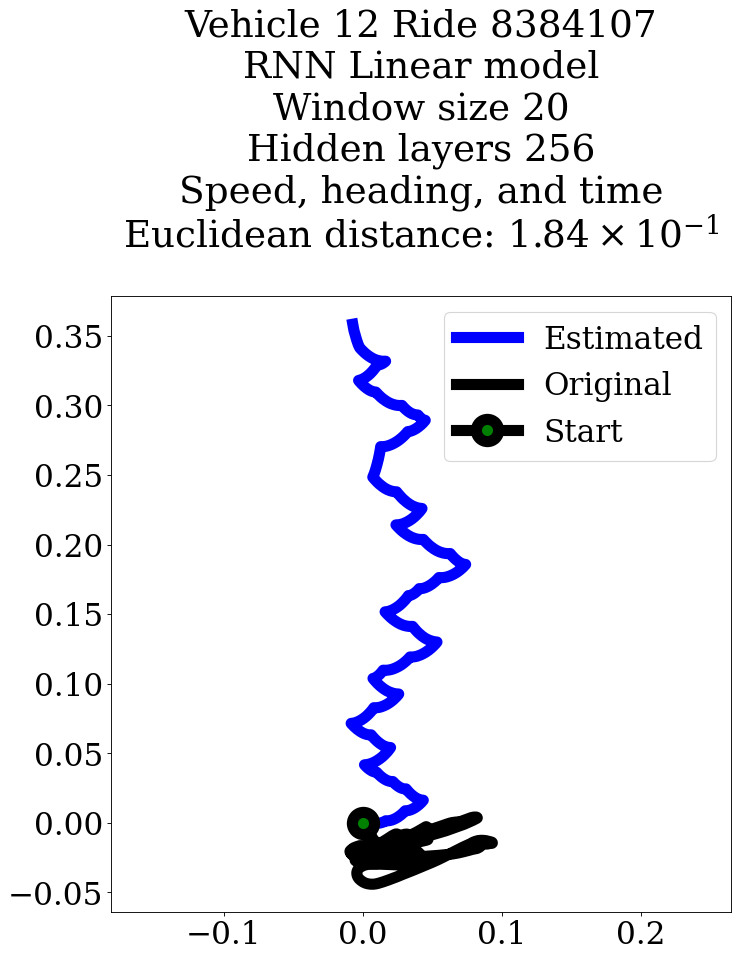 Vehicle 12 Ride 8384107
RNN Linear model
Window size 20
Hidden layers 256
Speed, heading, and time
Euclidean distance: 1.84 × 10⁻¹
Estimated
Original
Start
0.35
0.30
0.25
0.20
0.15
0.10
0.05
0.00
−0.05
−0.1 0.0 0.1 0.2